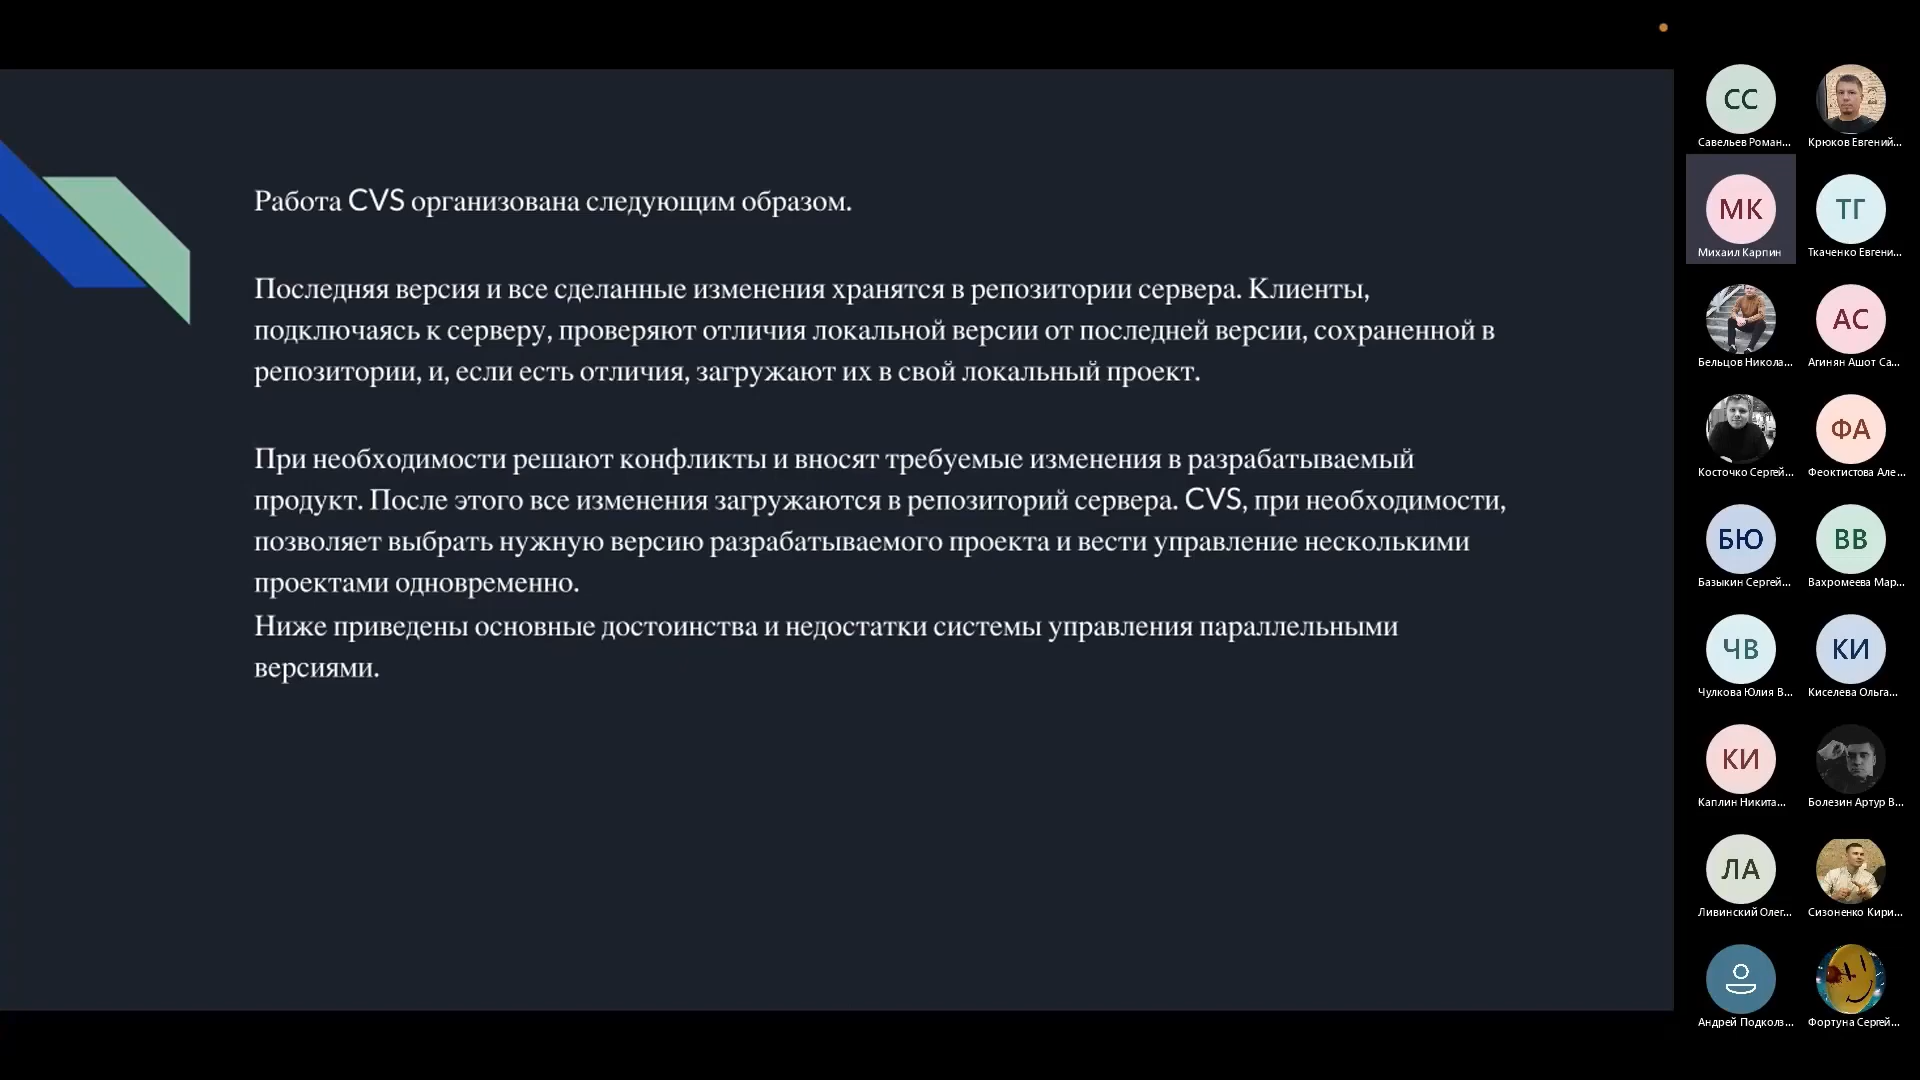 Работа CVS организована следующим образом.
Последняя версия и все сделанные изменения хранятся в репозитории сервера. Клиенты,
подключаясь к серверу, проверяют отличия локальной версии от последней версии, сохраненной в
репозитории, и, если есть отличия, загружают их в свой локальный проект.
При необходимости решают конфликты и вносят требуемые изменения в разрабатываемый
продукт. После этого все изменения загружаются в репозиторий сервера. CVS, при необходимости,
позволяет выбрать нужную версию разрабатываемого проекта и вести управление несколькими
проектами одновременно.
Ниже приведены основные достоинства и недостатки системы управления параллельными
версиями.
СС
Савельев Роман...
Крюков Евгений...
МК
ТГ
Михаил Карпин
Ткаченко Евгени...
АС
Бельцов Никола...
Агинян Ашот Са...
ФА
Косточко Сергей...
Феоктистова Але...
БЮ
ВВ
Базыкин Сергей...
Вахромеева Мар...
ЧВ
КИ
Чулкова Юлия В...
Киселева Ольга...
КИ
Каплин Никита...
Болезин Артур В...
ЛА
Ливинский Олег...
Сизоненко Кири...
Андрей Подколз...
Фортуна Сергей...